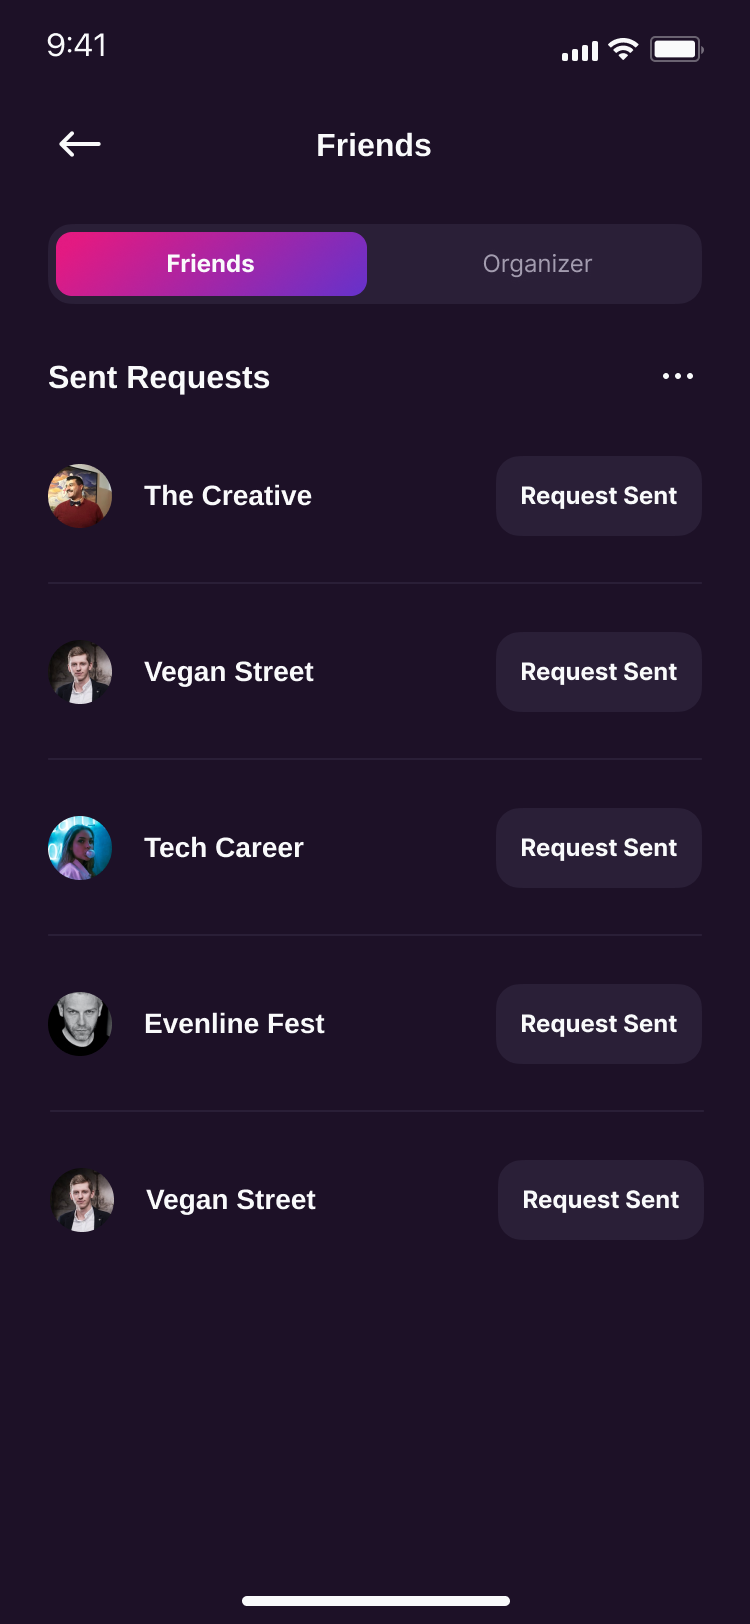 9:41
Friends
Friends
Organizer
Sent Requests
The Creative
Request Sent
Vegan Street
Request Sent
Tech Career
Request Sent
Evenline Fest
Request Sent
Vegan Street
Request Sent